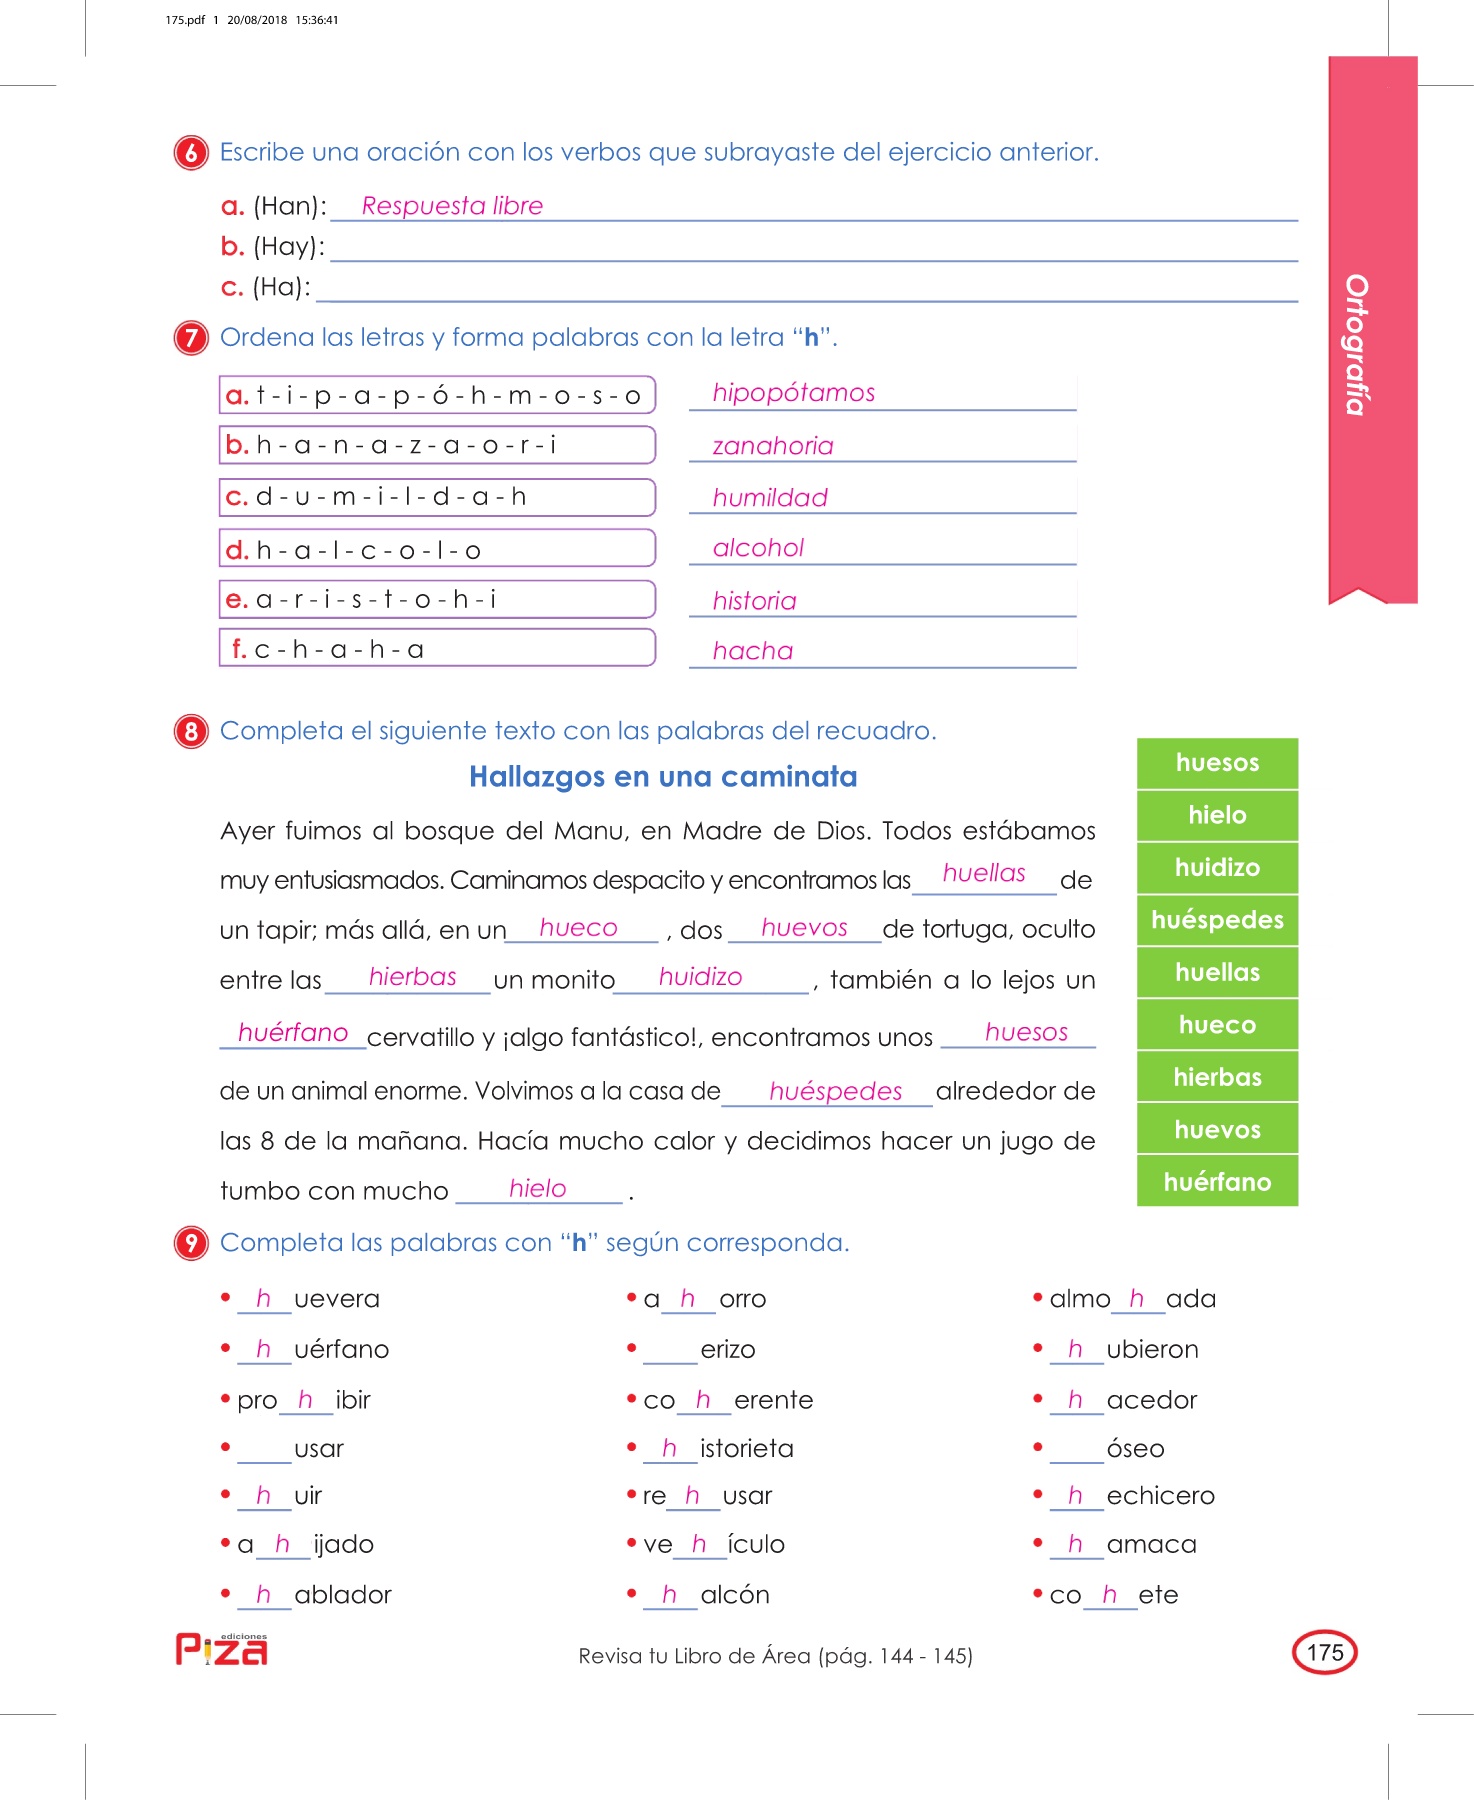 175.pdf 1 20/08/2018 15:36:41
Ortografía
6 Escribe una oración con los verbos que subrayaste del ejercicio anterior.
a. (Han): Respuesta libre
b. (Hay):
c. (Ha):
7 Ordena las letras y forma palabras con la letra “h”.
a. t - i - p - a - p - ó - h - m - o - s - o hipopótamos
b. h - a - n - a - z - a - o - r - i zanahoria
c. d - u - m - i - l - d - a - h humildad
d. h - a - l - c - o - l - o alcohol
e. a - r - i - s - t - o - h - i historia
f. c - h - a - h - a hacha
8 Completa el siguiente texto con las palabras del recuadro.
Hallazgos en una caminata
Ayer fuimos al bosque del Manu, en Madre de Dios. Todos estábamos
muy entusiasmados. Caminamos despacito y encontramos las huellas de
un tapir; más allá, en un hueco , dos huevos de tortuga, oculto
entre las hierbas un monito huidizo , también a lo lejos un
huérfano cervatillo y ¡algo fantástico!, encontramos unos huesos
de un animal enorme. Volvimos a la casa de huéspedes alrededor de
las 8 de la mañana. Hacía mucho calor y decidimos hacer un jugo de
tumbo con mucho hielo .
huesos
hielo
huidizo
huéspedes
huellas
hueco
hierbas
huevos
huérfano
9 Completa las palabras con “h” según corresponda.
• h uevera • a h orro • almo h ada
• h uérfano • ____ erizo • h ubieron
• pro h ibir • co h erente • h acedor
• ____ usar • h istorieta • ____ óseo
• h uir • re h usar • h echicero
• a h ijado • ve h ículo • h amaca
• h ablador • h alcón • co h ete
ediciones
Piza
Revisa tu Libro de Área (pág. 144 - 145)
175